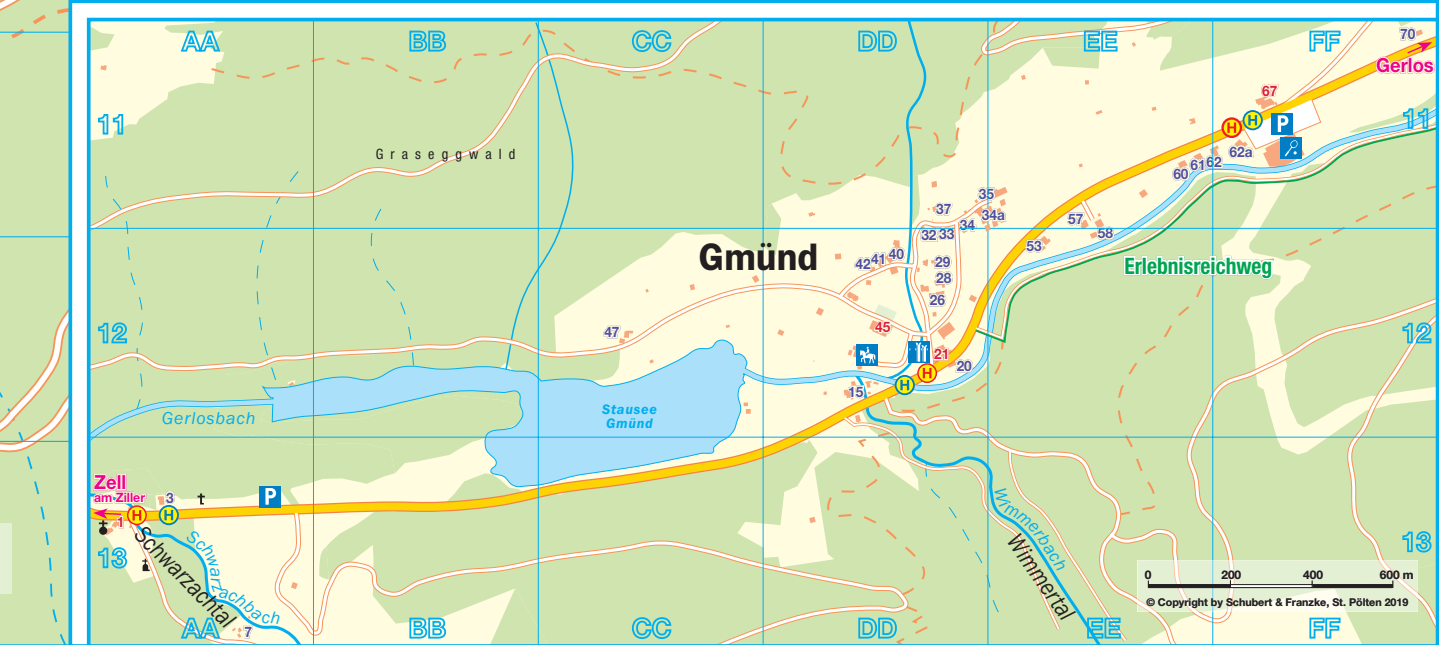 AA BB CC DD EE FF
70
Gerlos
67
H H P
11 11
62a
62
61
60
Graseggwald
35
37
34a
34
57
32 33
58
53
Gmünd
40
41
42
29
28
Erlebnisreichweg
26
12 12
47
45
21
20
H
H
15
Stausee
Gmünd
Gerlosbach
Zell
am Ziller
3
P
1
H H
13 13
Schwarzachtal
Schwarzachbach
Wimmerbach
Wimmertal
0 200 400 600 m
© Copyright by Schubert & Franzke, St. Pölten 2019
7
AA BB CC DD EE FF